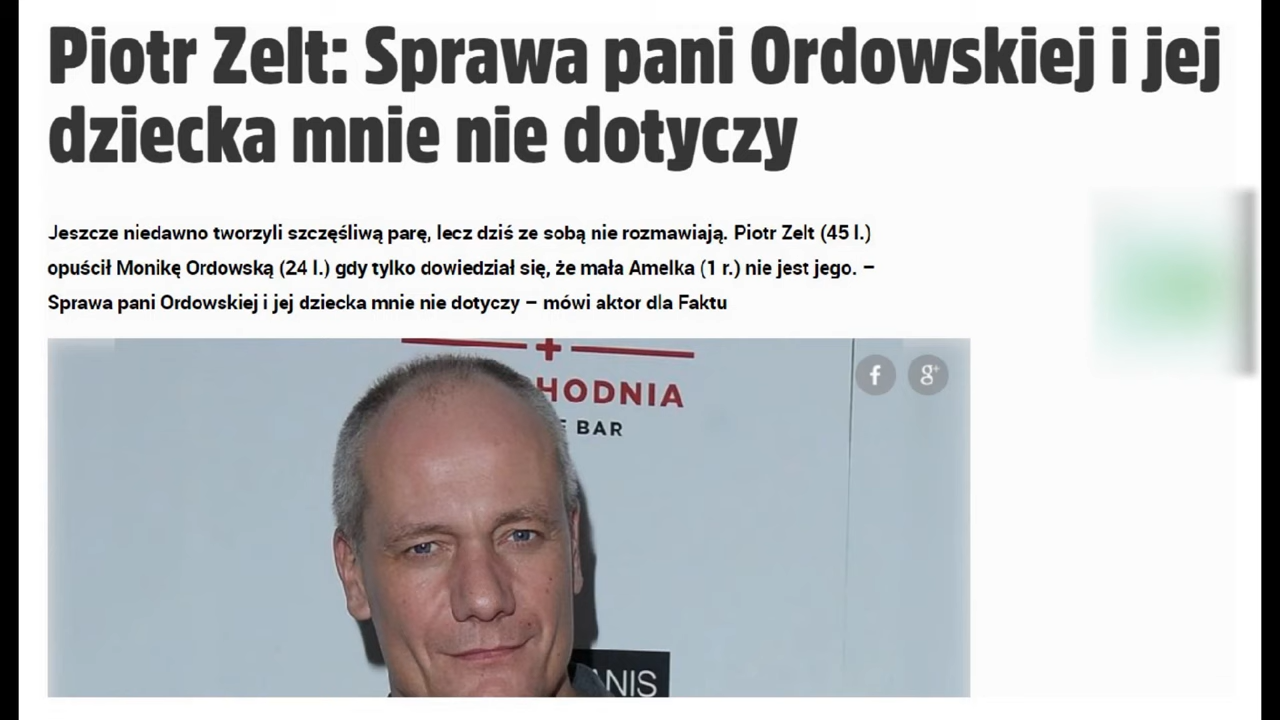 Piotr Zelt: Sprawa pani Ordowskiej i jej
dziecka mnie nie dotyczy
Jeszcze niedawno tworzyli szczęśliwą parę, lecz dziś ze sobą nie rozmawiają. Piotr Zelt (45 l.)
opuścił Monikę Ordowską (24 l.) gdy tylko dowiedział się, że mała Amelka (1 r.) nie jest jego. –
Sprawa pani Ordowskiej i jej dziecka mnie nie dotyczy – mówi aktor dla Faktu
f g+
HODNIA
BAR
ANIS